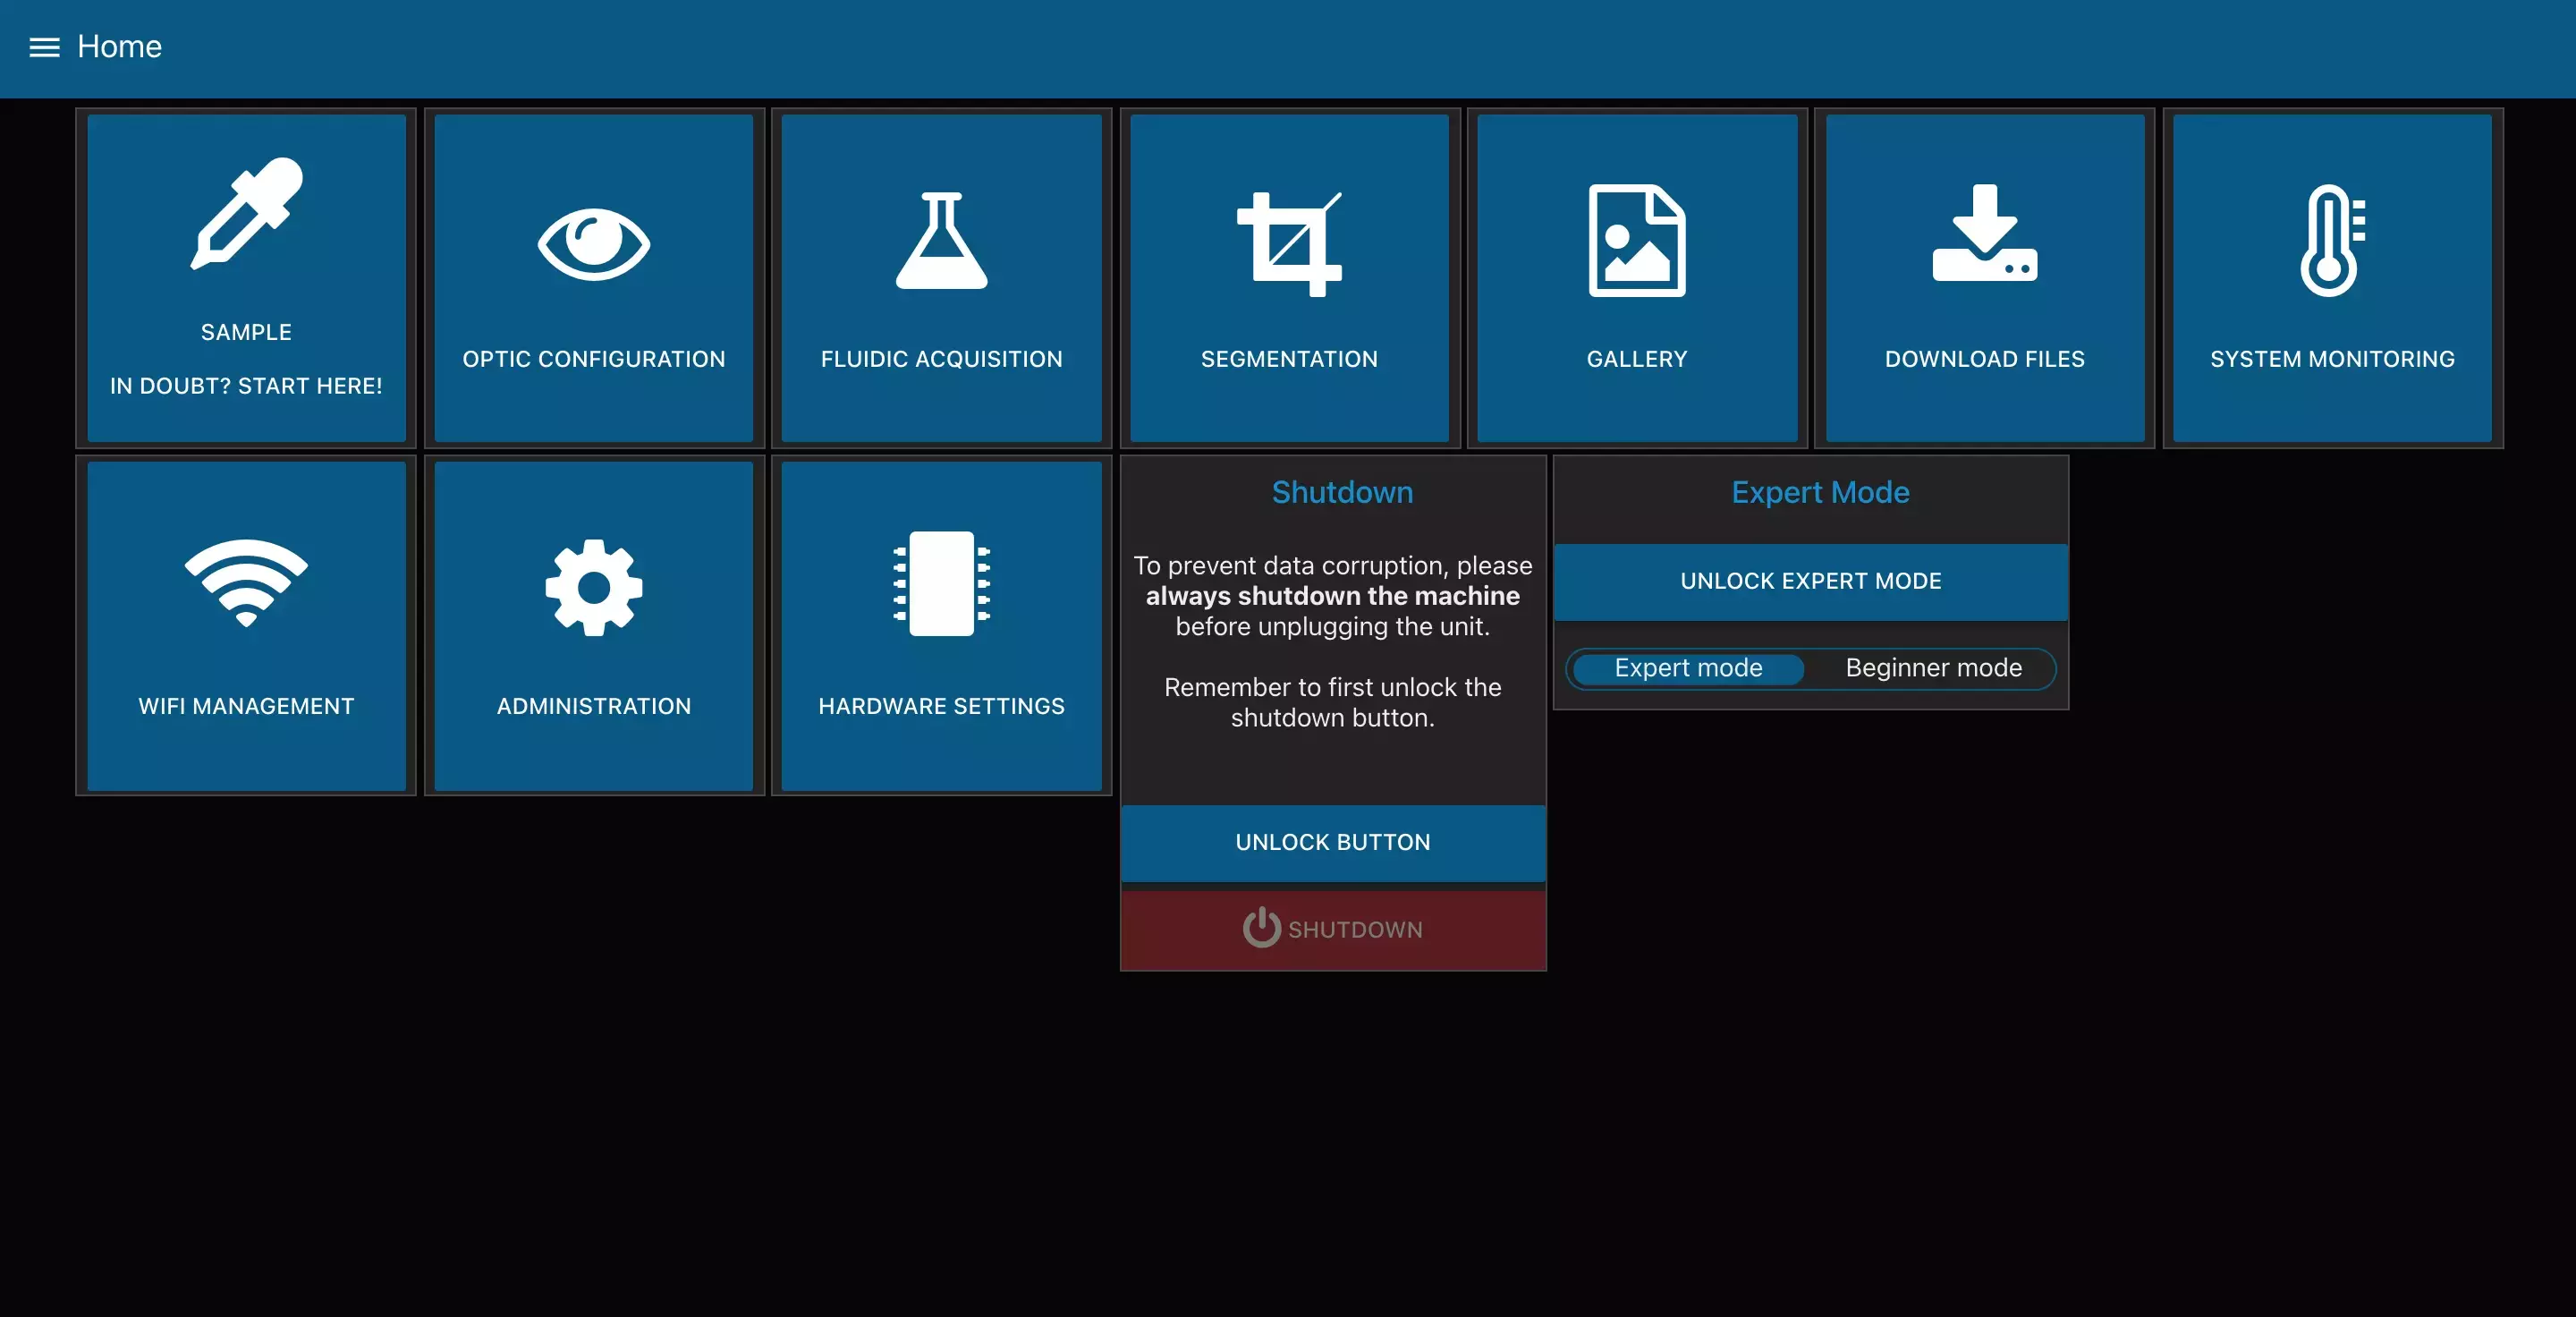 Home
SAMPLE
IN DOUBT? START HERE!
OPTIC CONFIGURATION
FLUIDIC ACQUISITION
SEGMENTATION
GALLERY
DOWNLOAD FILES
SYSTEM MONITORING
WIFI MANAGEMENT
ADMINISTRATION
HARDWARE SETTINGS
Shutdown
To prevent data corruption, please
always shutdown the machine
before unplugging the unit.
Remember to first unlock the
shutdown button.
UNLOCK BUTTON
SHUTDOWN
Expert Mode
UNLOCK EXPERT MODE
Expert mode
Beginner mode